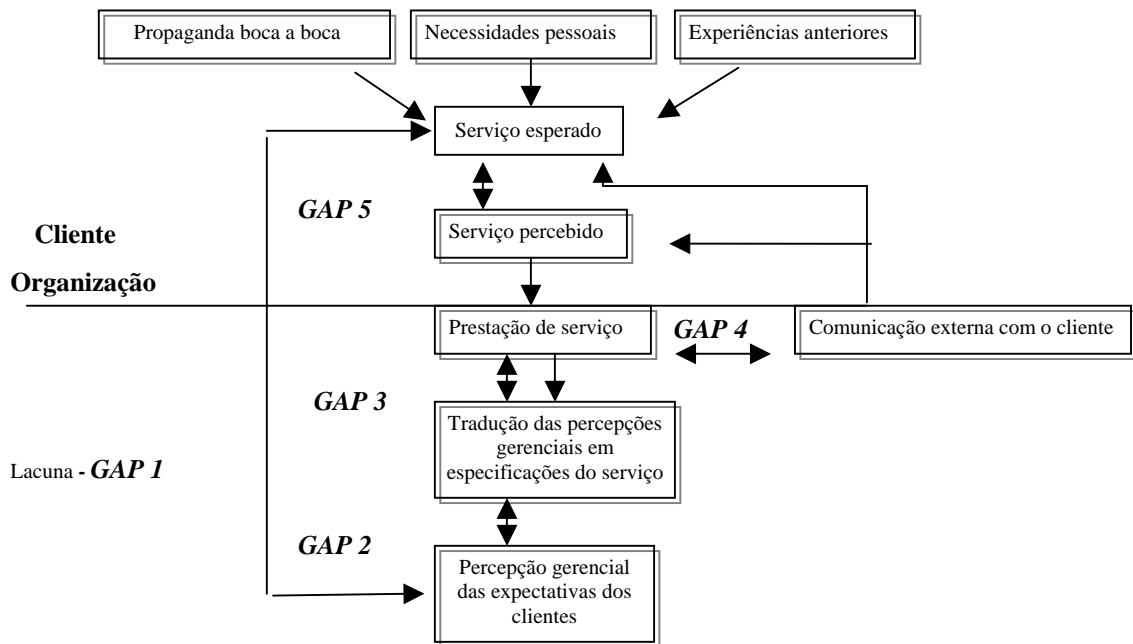 Propaganda boca a boca
Necessidades pessoais
Experiências anteriores
Serviço esperado
GAP 5
Serviço percebido
Cliente
Organização
Prestação de serviço
GAP 4
Comunicação externa com o cliente
GAP 3
Tradução das percepções
gerenciais em
especificações do serviço
Lacuna - GAP 1
GAP 2
Percepção gerencial
das expectativas dos
clientes